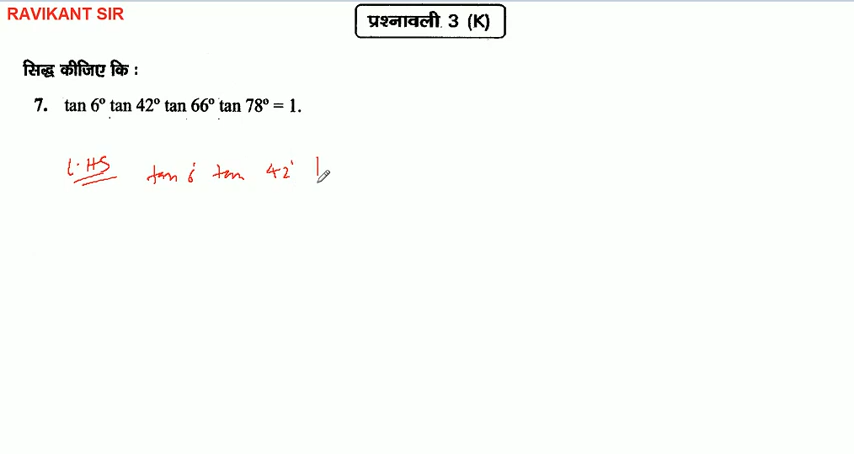 RAVIKANT SIR
प्रश्नावली 3 (K)
सिद्ध कीजिए कि :
7. tan 6° tan 42° tan 66° tan 78° = 1.
L.HS tan 6° tan 42°